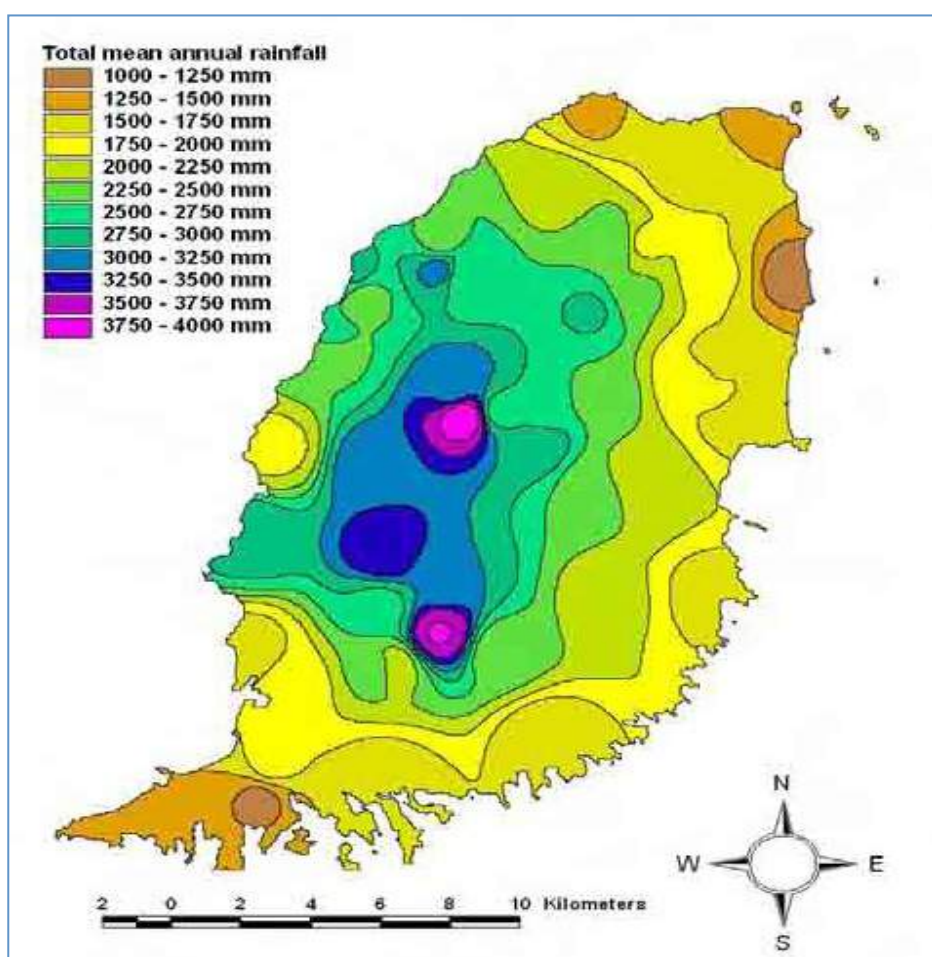 Total mean annual rainfall
1000 - 1250 mm
1250 - 1500 mm
1500 - 1750 mm
1750 - 2000 mm
2000 - 2250 mm
2250 - 2500 mm
2500 - 2750 mm
2750 - 3000 mm
3000 - 3250 mm
3250 - 3500 mm
3500 - 3750 mm
3750 - 4000 mm
N
W E
S
2 0 2 4 6 8 10 Kilometers